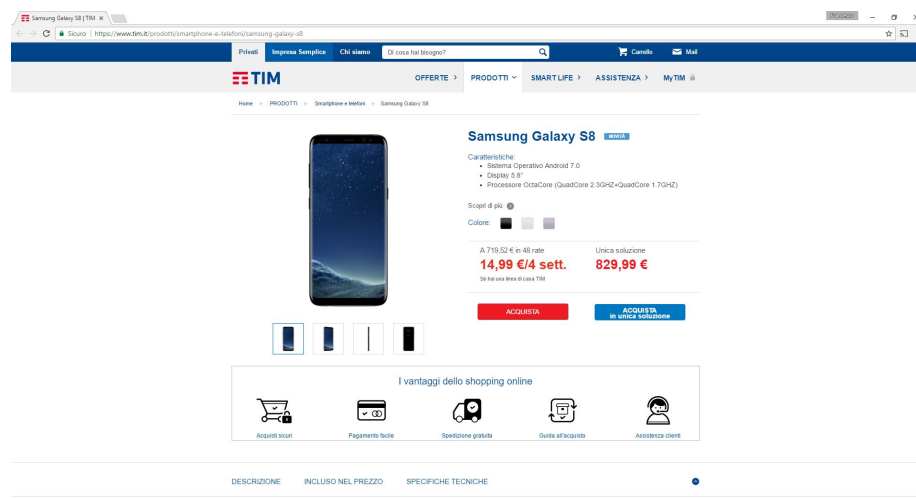 Samsung Galaxy S8 | TIM
Francesco
Sicuro | https://www.tim.it/prodotti/smartphone-e-telefoni/samsung-galaxy-s8
Privati Impresa Semplice Chi siamo Di cosa hai bisogno? Carrello Mail
TIM OFFERTE PRODOTTI SMART LIFE ASSISTENZA MyTIM
Home > PRODOTTI > Smartphone e telefoni > Samsung Galaxy S8
Samsung Galaxy S8 NOVITÀ
Caratteristiche:
• Sistema Operativo Android 7.0
• Display 5.8"
• Processore OctaCore (QuadCore 2.3GHZ+QuadCore 1.7GHZ)
Scopri di più
Colore:
A 719,52 € in 48 rate Unica soluzione
14,99 €/4 sett. 829,99 €
Se hai una linea di casa TIM
ACQUISTA ACQUISTA
in unica soluzione
I vantaggi dello shopping online
Acquisti sicuri Pagamento facile Spedizione gratuita Guida all'acquisto Assistenza clienti
DESCRIZIONE INCLUSO NEL PREZZO SPECIFICHE TECNICHE